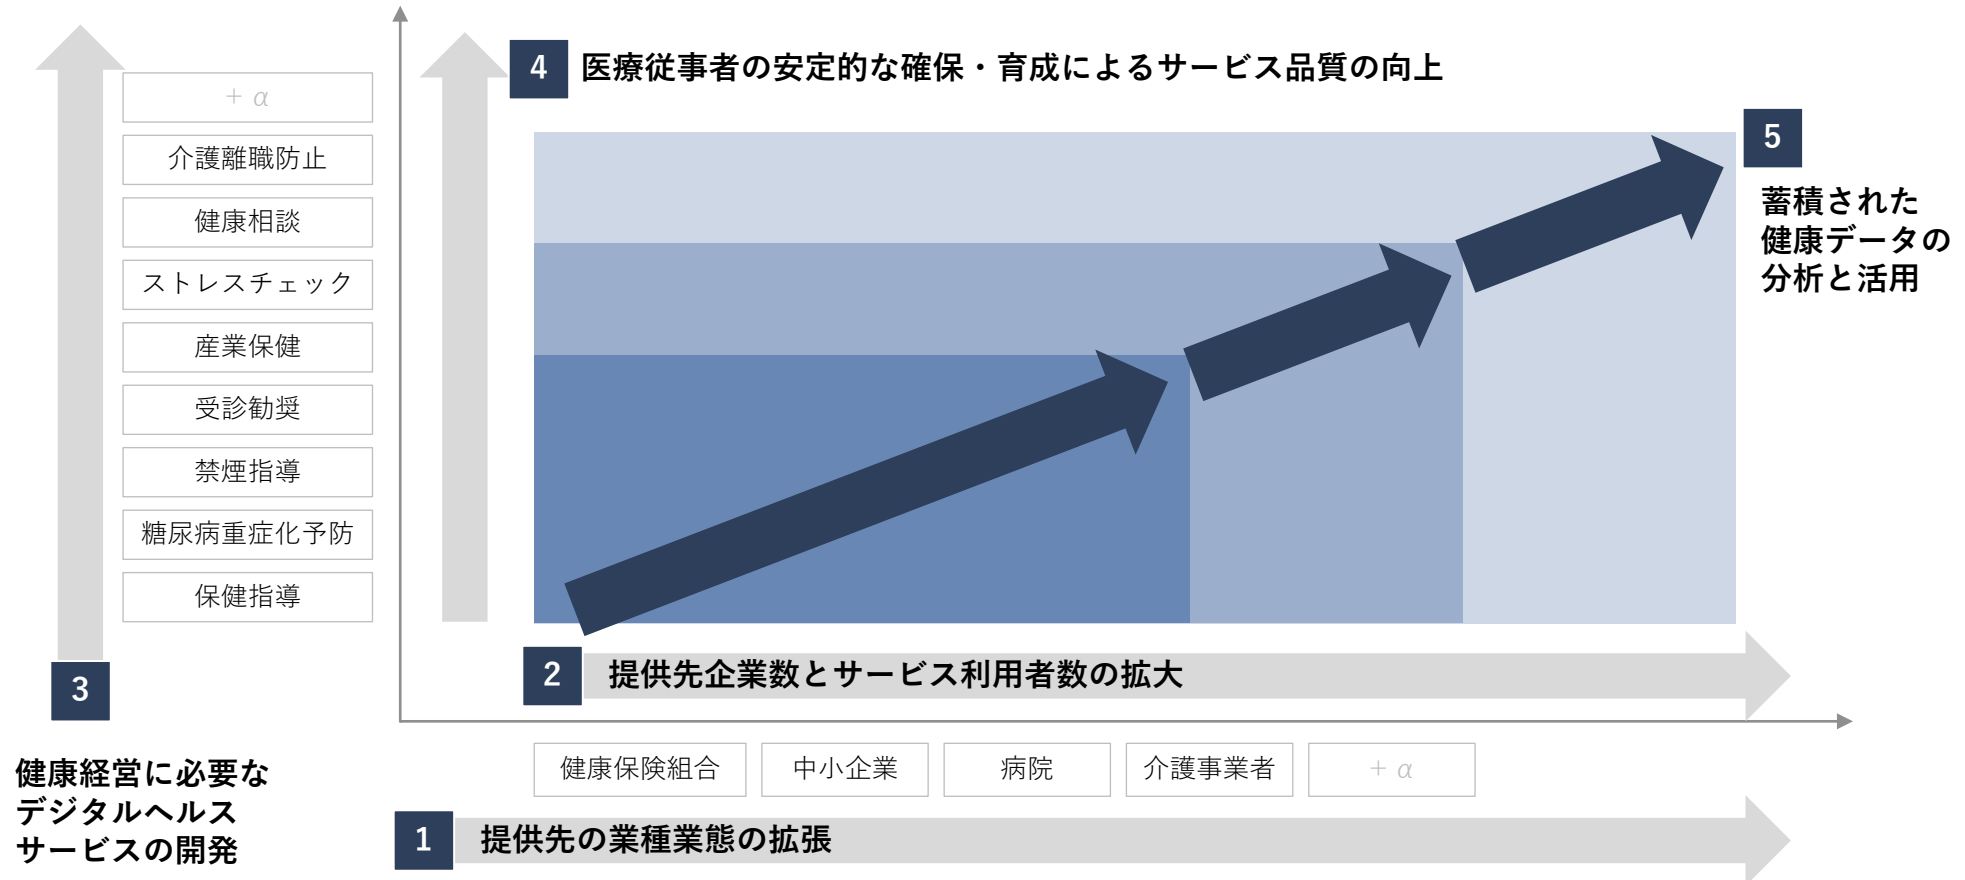 4
医療従事者の安定的な確保・育成によるサービス品質の向上
+ α
介護離職防止
健康相談
ストレスチェック
産業保健
受診勧奨
禁煙指導
糖尿病重症化予防
保健指導
5
蓄積された
健康データの
分析と活用
3
健康経営に必要な
デジタルヘルス
サービスの開発
2
提供先企業数とサービス利用者数の拡大
健康保険組合
中小企業
病院
介護事業者
+ α
1
提供先の業種業態の拡張